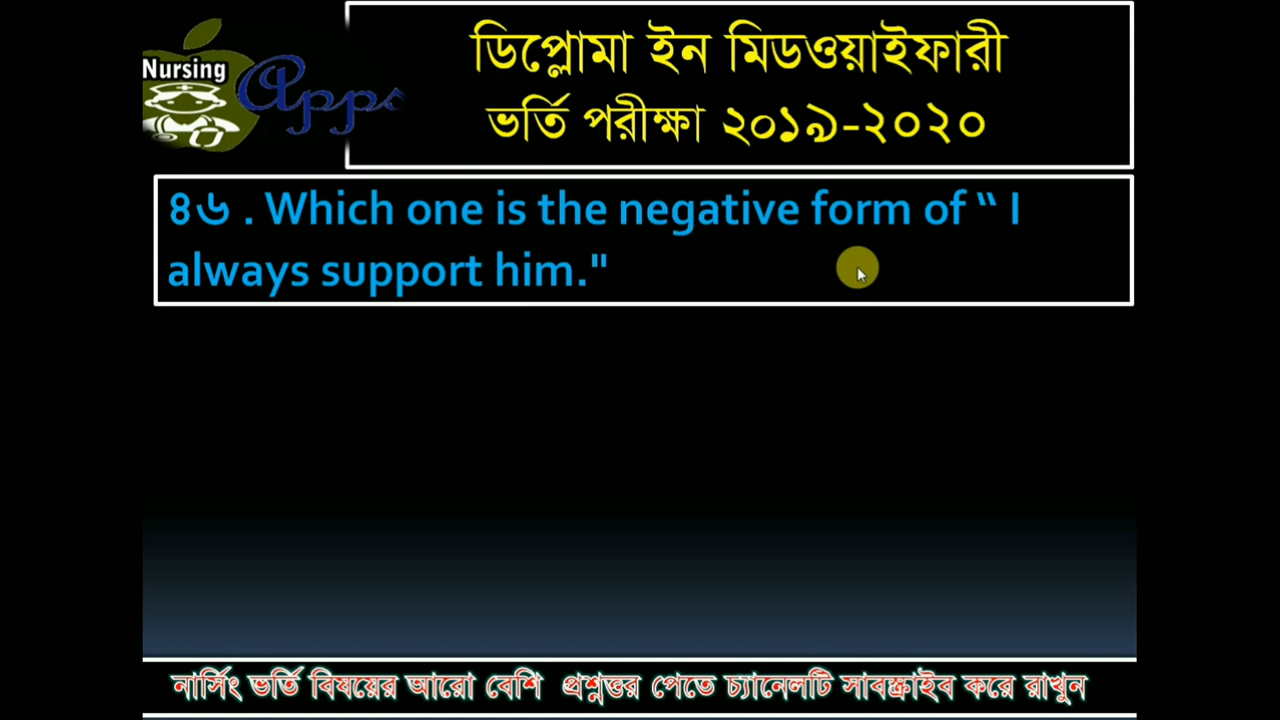 Nursing
Apps
ডিপ্লোমা ইন মিডওয়াইফারী
ভর্তি পরীক্ষা ২০১৯-২০২০
৪৬ . Which one is the negative form of “ I
always support him."
নার্সিং ভর্তি বিষয়ের আরো বেশি প্রশ্নত্তর পেতে চ্যানেলটি সাবস্ক্রাইব করে রাখুন